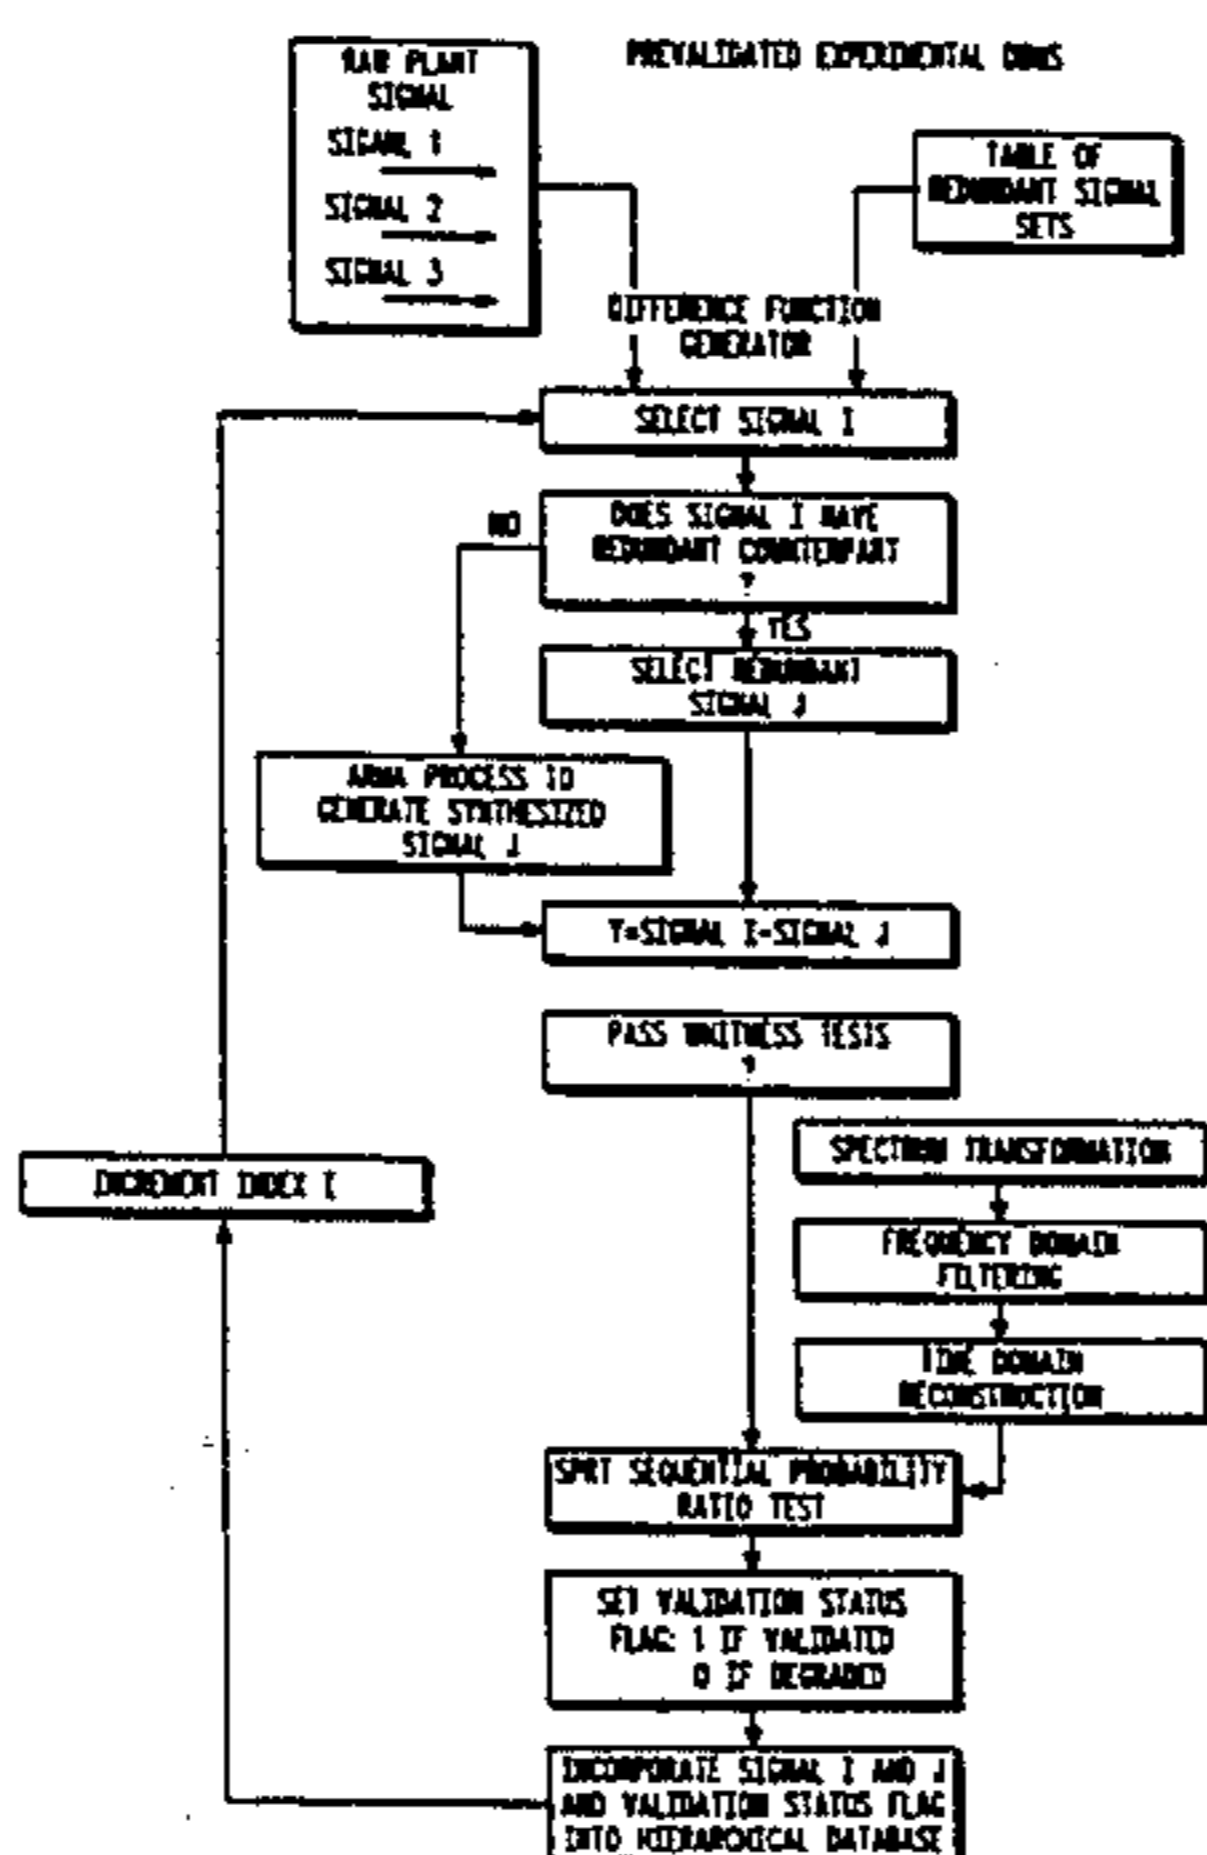 RAW PLANT
SIGNAL
SIGANL 1
SIGNAL 2
SIGNAL 3
PREVALIDATED EXPERIMENTAL
TABLE OF
REDUNDANT SIGNAL
SETS
DIFFERENCE FUNCTION
GENERATOR
SELECT SIGNAL I
DOES SIGNAL I HAVE
REDUNDANT COUNTERPART
?
NO
YES
SELECT REDUNDANT
SIGNAL J
ARMA PROCESS TO
GENERATE SYNTHESIZED
SIGNAL J
Y=SIGNAL I-SIGNAL J
PASS TESTS
?
SPECTRUM TRANSFORMATION
INCREMENT INDEX I
FREQUENCY DOMAIN
FILTERING
TIME DOMAIN
RECONSTRUCTION
SPRT SEQUENTIAL PROBABILITY
RATIO TEST
SET VALIDATION STATUS
FLAG: 1 IF VALIDATED
0 IF DEGRADED
INCORPORATE SIGNAL I AND J
AND VALIDATION STATUS FLAG
INTO HIERARCHICAL DATABASE